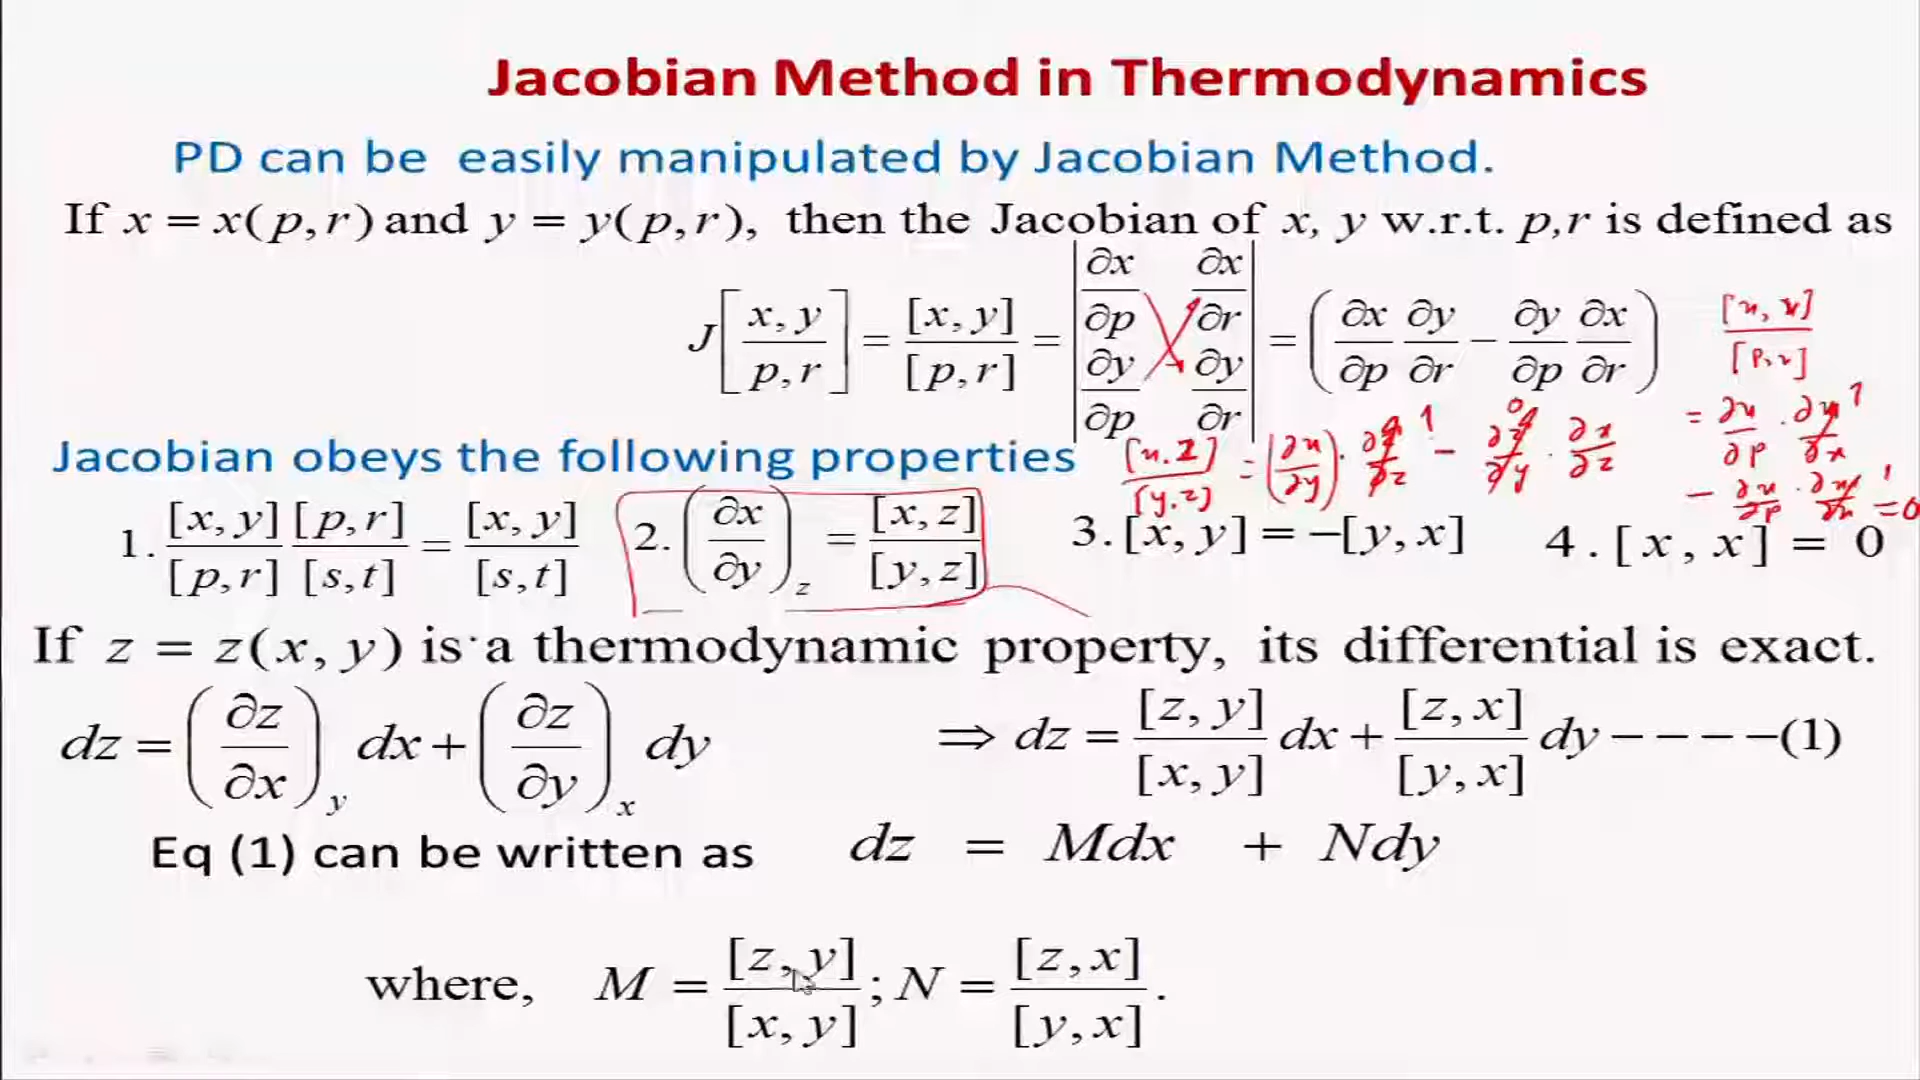 Jacobian Method in Thermodynamics
PD can be easily manipulated by Jacobian Method.
If x = x(p,r) and y = y(p,r), then the Jacobian of x, y w.r.t. p,r is defined as
J[x,y / p,r] = [x,y]/[p,r] = |∂x/∂p ∂x/∂r ; ∂y/∂p ∂y/∂r| = (∂x/∂p ∂y/∂r − ∂y/∂p ∂x/∂r)
[x,x]/[p,r]
= ∂x/∂p · ∂x/∂r
− ∂x/∂p · ∂x/∂r = 0
Jacobian obeys the following properties
[x,z]/[y,z] = (∂x/∂y) · ∂z/∂z 1 − ∂z/∂y 0 · ∂x/∂z
1. [x,y]/[p,r] [p,r]/[s,t] = [x,y]/[s,t] 2. (∂x/∂y)z = [x,z]/[y,z] 3. [x,y] = −[y,x] 4. [x,x] = 0
If z = z(x,y) is a thermodynamic property, its differential is exact.
dz = (∂z/∂x)y dx + (∂z/∂y)x dy ⇒ dz = [z,y]/[x,y] dx + [z,x]/[y,x] dy − − − −(1)
Eq (1) can be written as dz = Mdx + Ndy
where, M = [z,y]/[x,y]; N = [z,x]/[y,x].